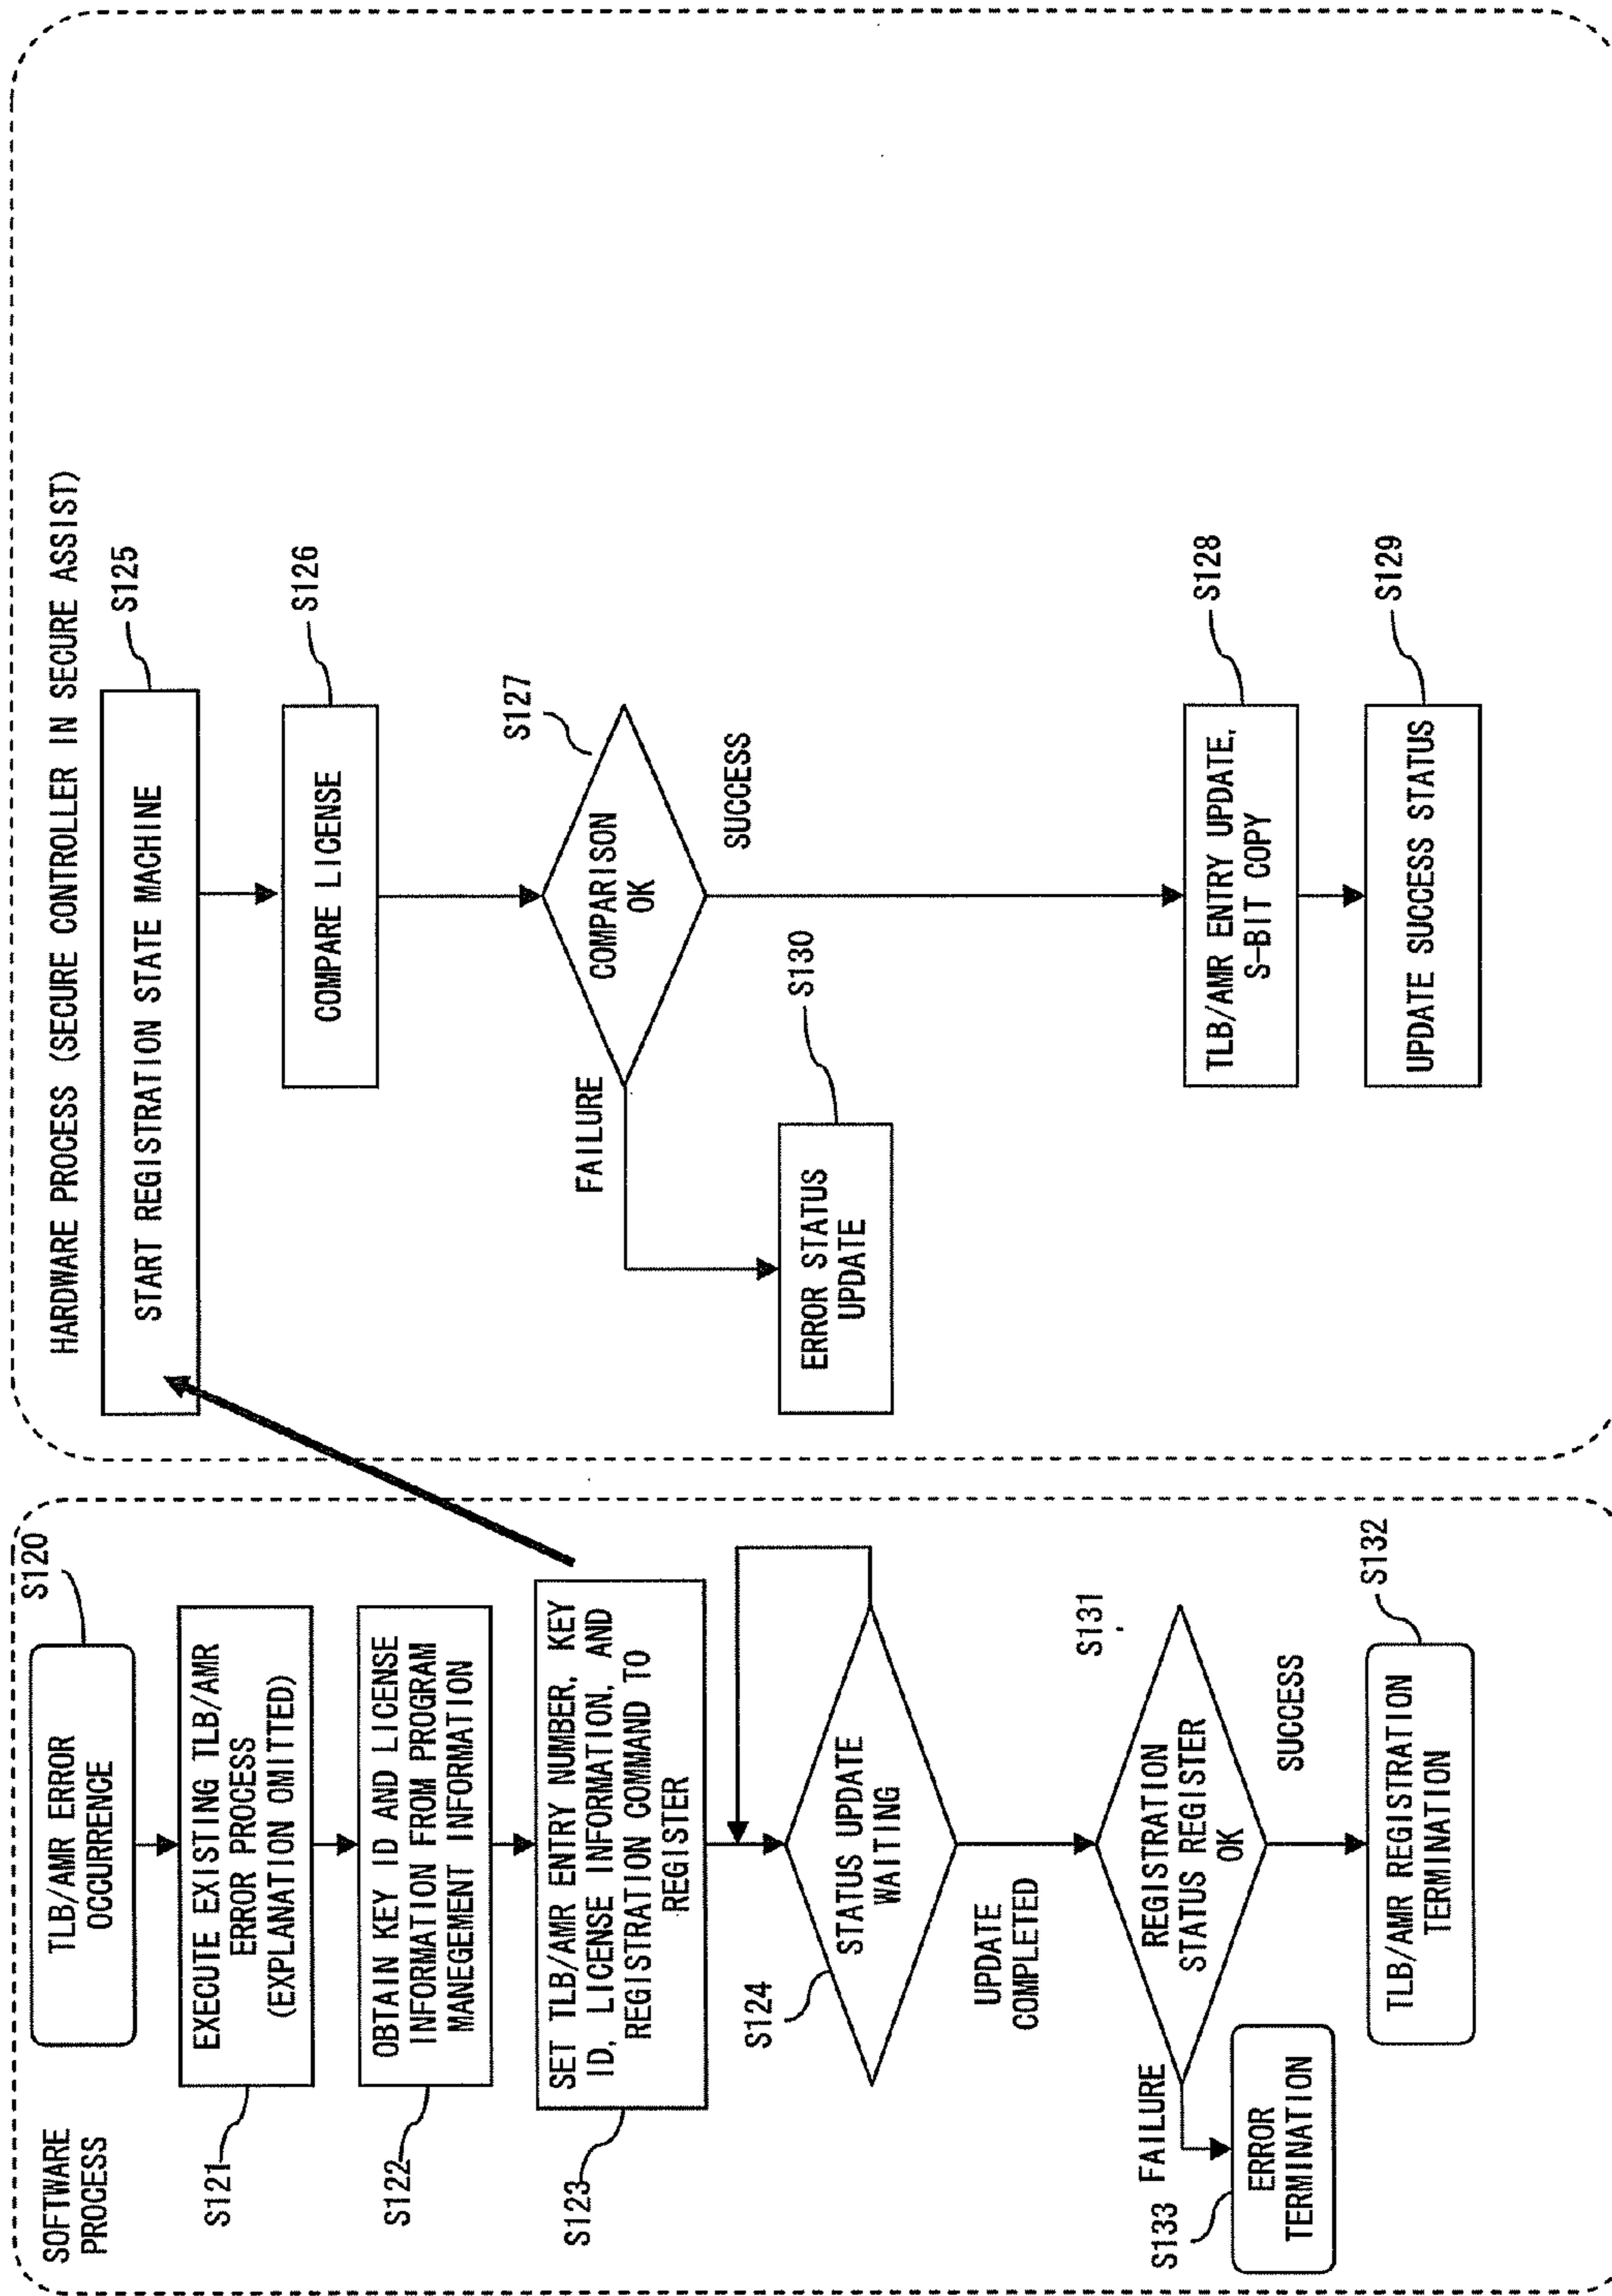 SOFTWARE
PROCESS
S120
TLB/AMR ERROR
OCCURRENCE
S121
EXECUTE EXISTING TLB/AMR
ERROR PROCESS
(EXPLANATION OMITTED)
S122
OBTAIN KEY ID AND LICENSE
INFORMATION FROM PROGRAM
MANEGEMENT INFORMATION
S123
SET TLB/AMR ENTRY NUMBER, KEY
ID, LICENSE INFORMATION, AND
REGISTRATION COMMAND TO
REGISTER
S124
STATUS UPDATE
WAITING
UPDATE
COMPLETED
S131
REGISTRATION
STATUS REGISTER
OK
FAILURE
SUCCESS
S133
ERROR
TERMINATION
S132
TLB/AMR REGISTRATION
TERMINATION
HARDWARE PROCESS (SECURE CONTROLLER IN SECURE ASSIST)
S125
START REGISTRATION STATE MACHINE
S126
COMPARE LICENSE
S127
COMPARISON
OK
FAILURE
SUCCESS
S130
ERROR STATUS
UPDATE
S128
TLB/AMR ENTRY UPDATE,
S-BIT COPY
S129
UPDATE SUCCESS STATUS